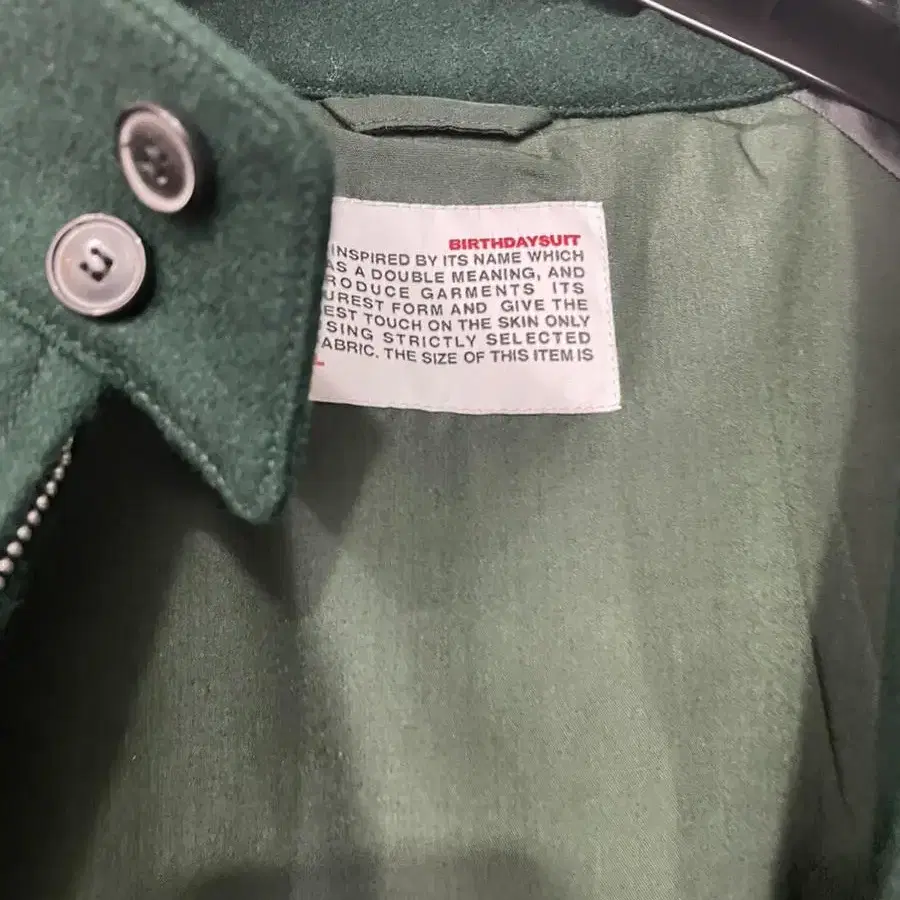 BIRTHDAYSUIT
INSPIRED BY ITS NAME WHICH
AS A DOUBLE MEANING, AND
RODUCE GARMENTS ITS
UREST FORM AND GIVE THE
EST TOUCH ON THE SKIN ONLY
SING STRICTLY SELECTED
ABRIC. THE SIZE OF THIS ITEM IS